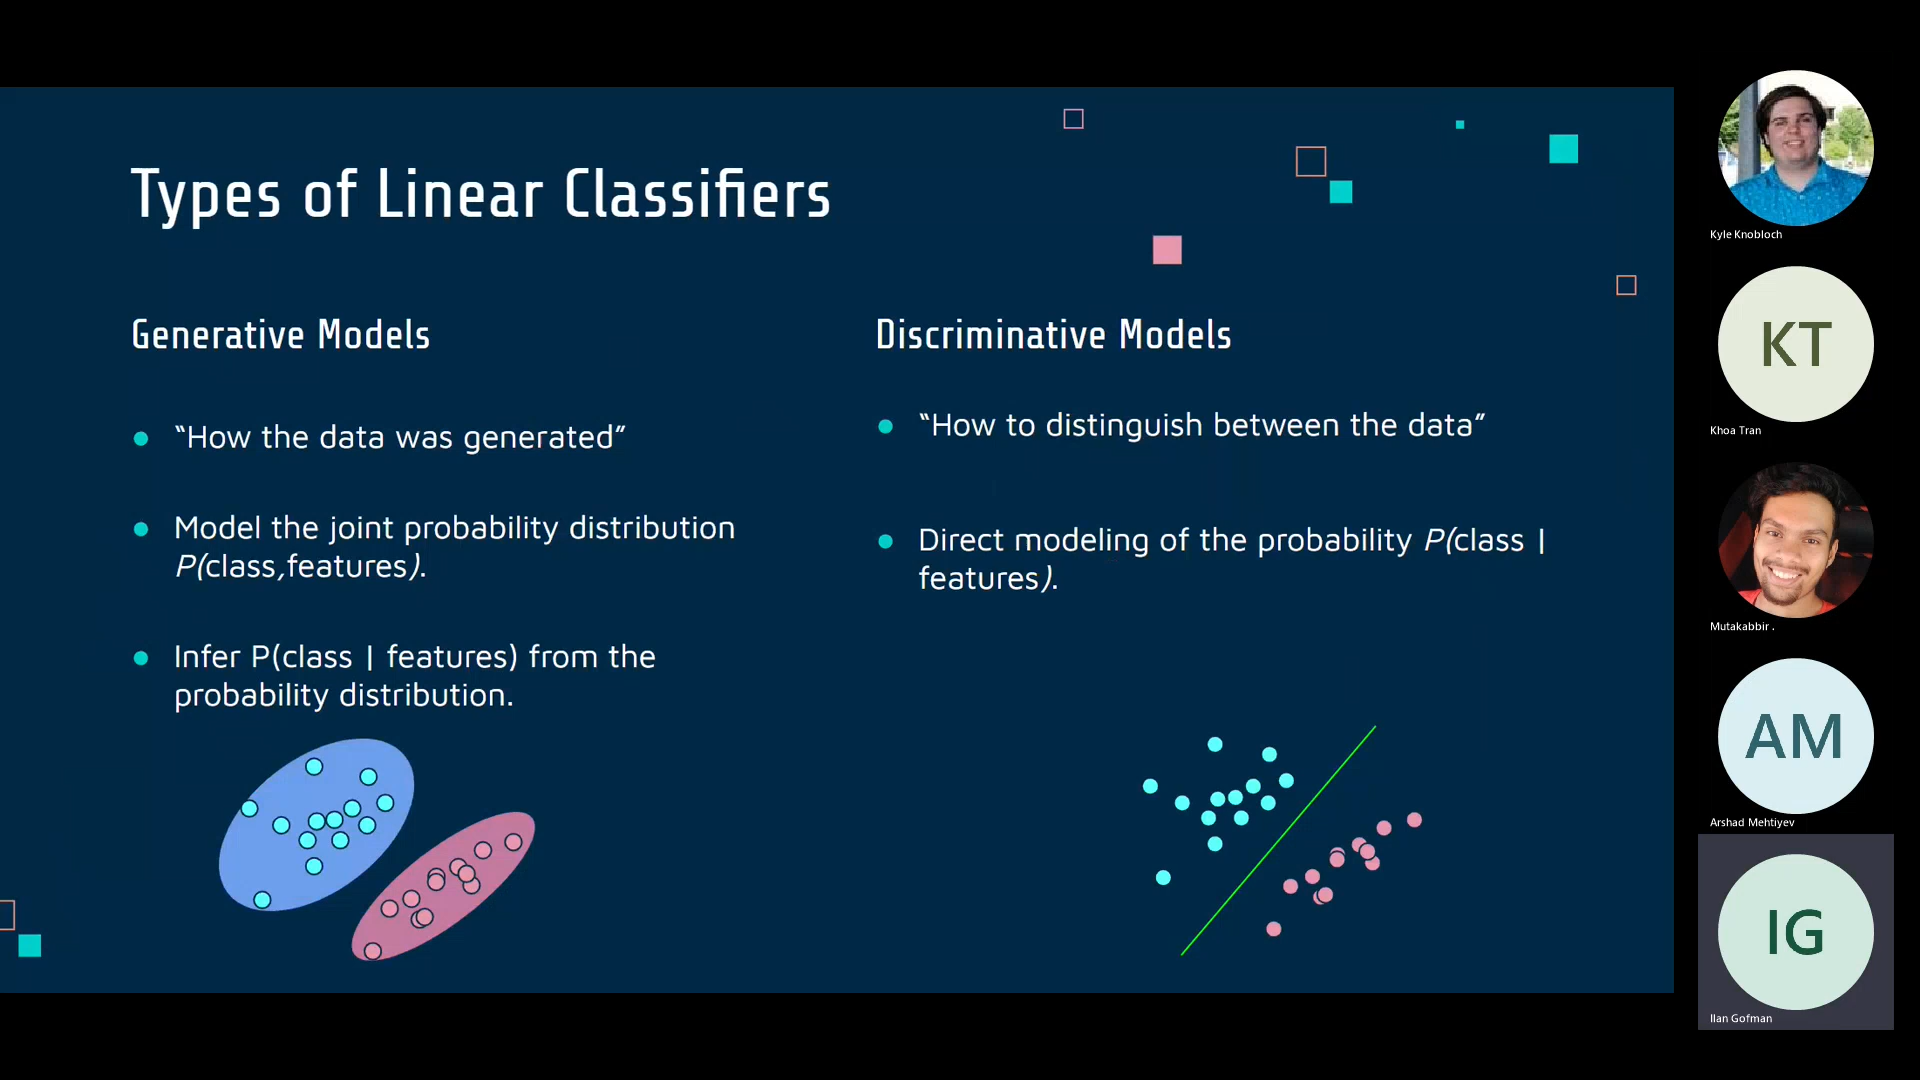 Types of Linear Classifiers
Generative Models
“How the data was generated”
Model the joint probability distribution
P(class,features).
Infer P(class | features) from the
probability distribution.
Discriminative Models
“How to distinguish between the data”
Direct modeling of the probability P(class |
features).
Kyle Knobloch
KT
Khoa Tran
Mutakabbir .
AM
Arshad Mehtiyev
IG
Ilan Gofman